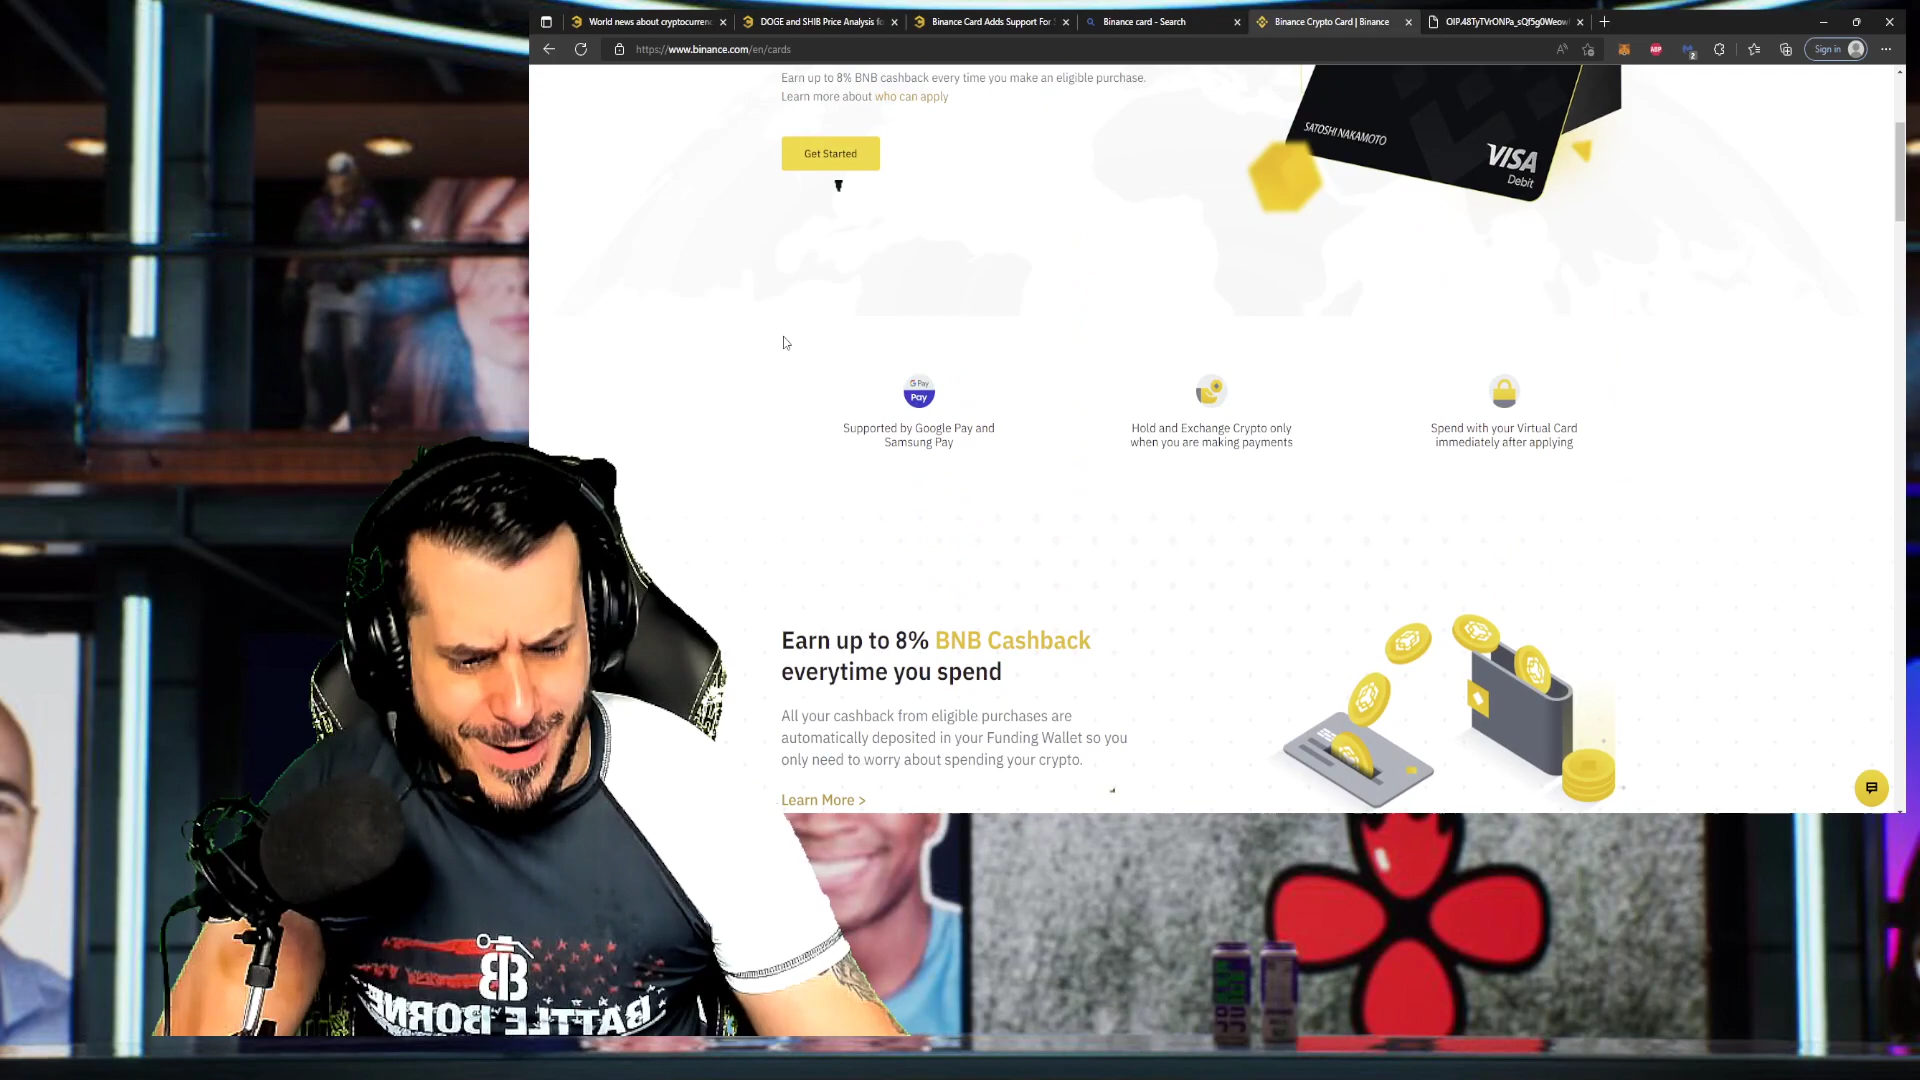 World news about cryptocurren
DOGE and SHIB Price Analysis fo
Binance Card Adds Support For
Binance card - Search
Binance Crypto Card | Binance
https://www.binance.com/en/cards
Sign in
2
Earn up to 8% BNB cashback every time you make an eligible purchase.
Learn more about who can apply
Get Started
SATOSHI NAKAMOTO
VISA
Debit
G Pay
Pay
Supported by Google Pay and
Samsung Pay
Hold and Exchange Crypto only
when you are making payments
Spend with your Virtual Card
immediately after applying
Earn up to 8% BNB Cashback
everytime you spend
All your cashback from eligible purchases are
automatically deposited in your Funding Wallet so you
only need to worry about spending your crypto.
Learn More >
BATTLE BORNE